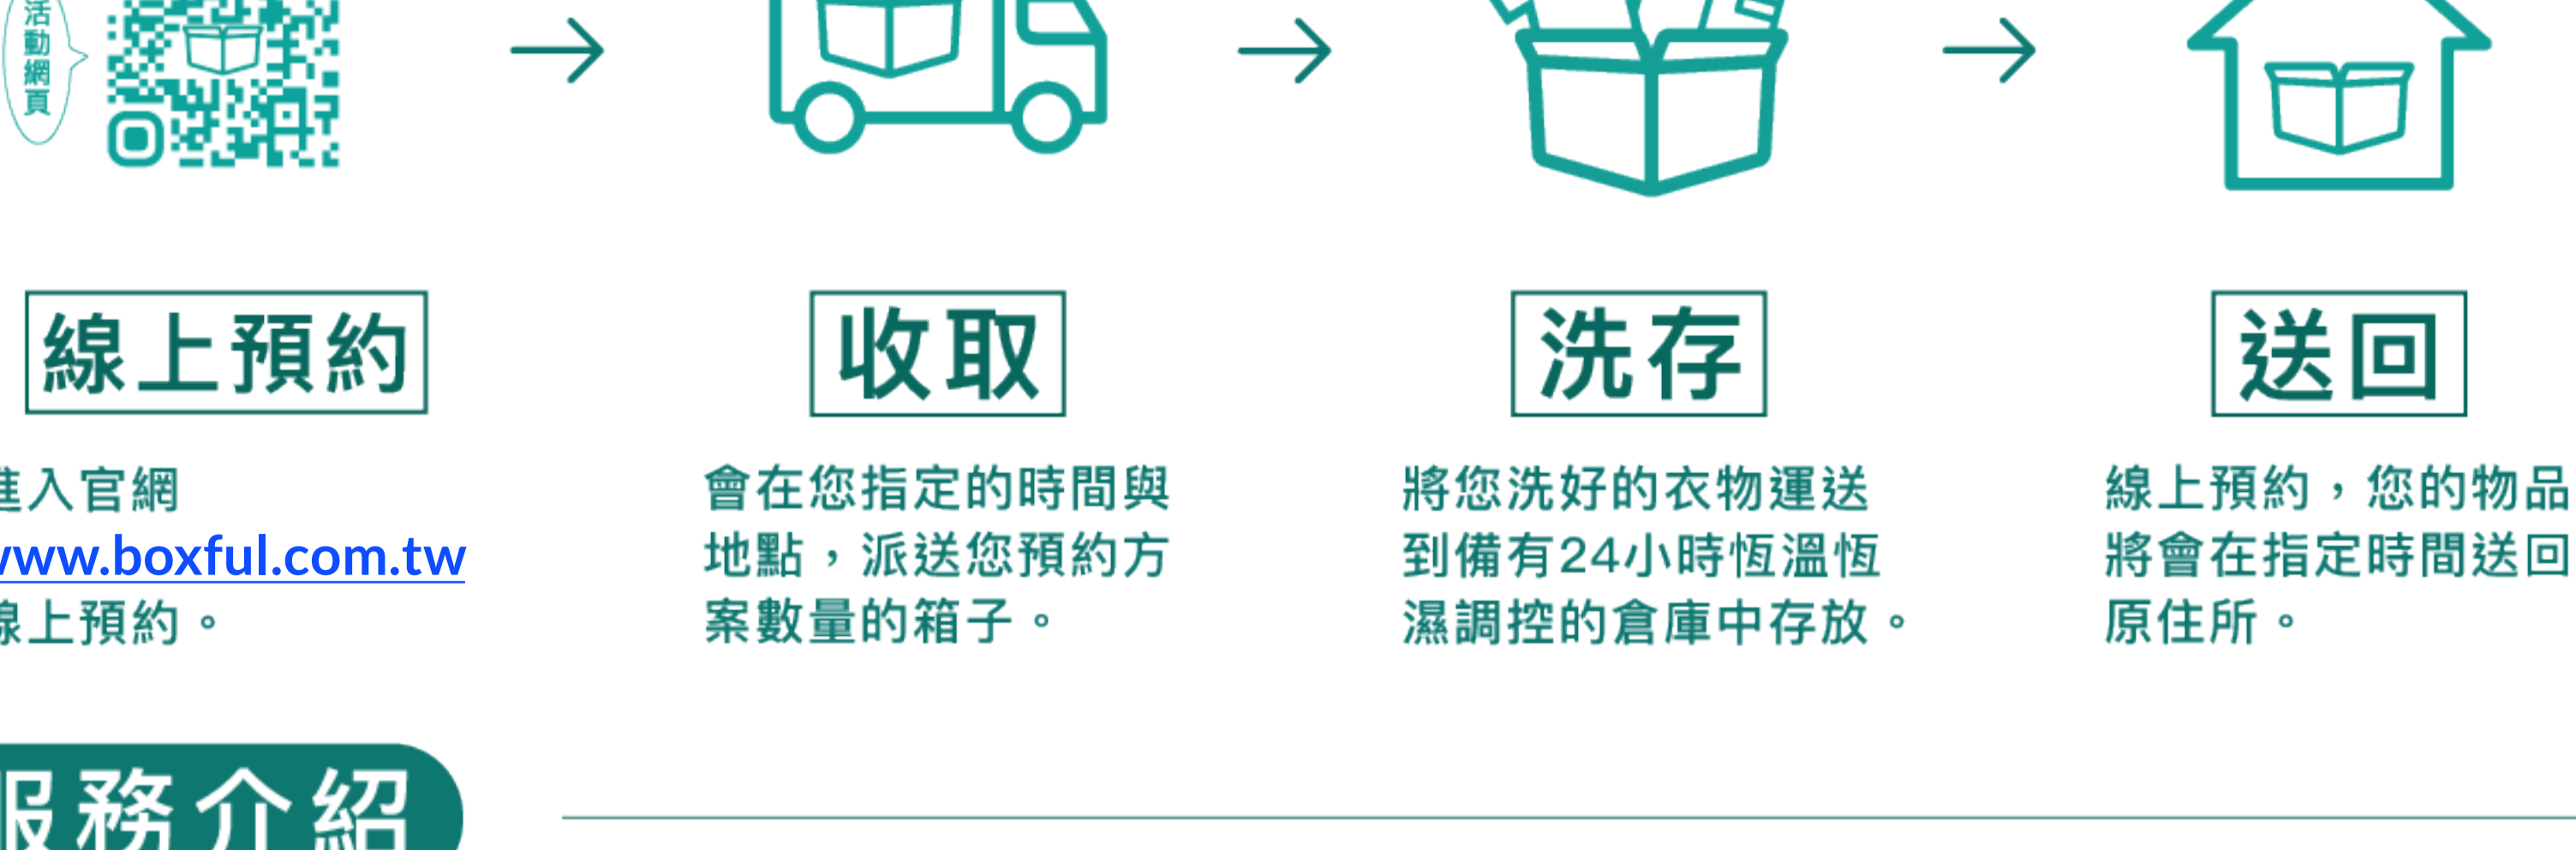 活動網頁
線上預約
收取
洗存
送回
進入官網
www.boxful.com.tw
線上預約。
會在您指定的時間與
地點，派送您預約方
案數量的箱子。
將您洗好的衣物運送
到備有24小時恆溫恆
濕調控的倉庫中存放。
線上預約，您的物品
將會在指定時間送回
原住所。
服務介紹